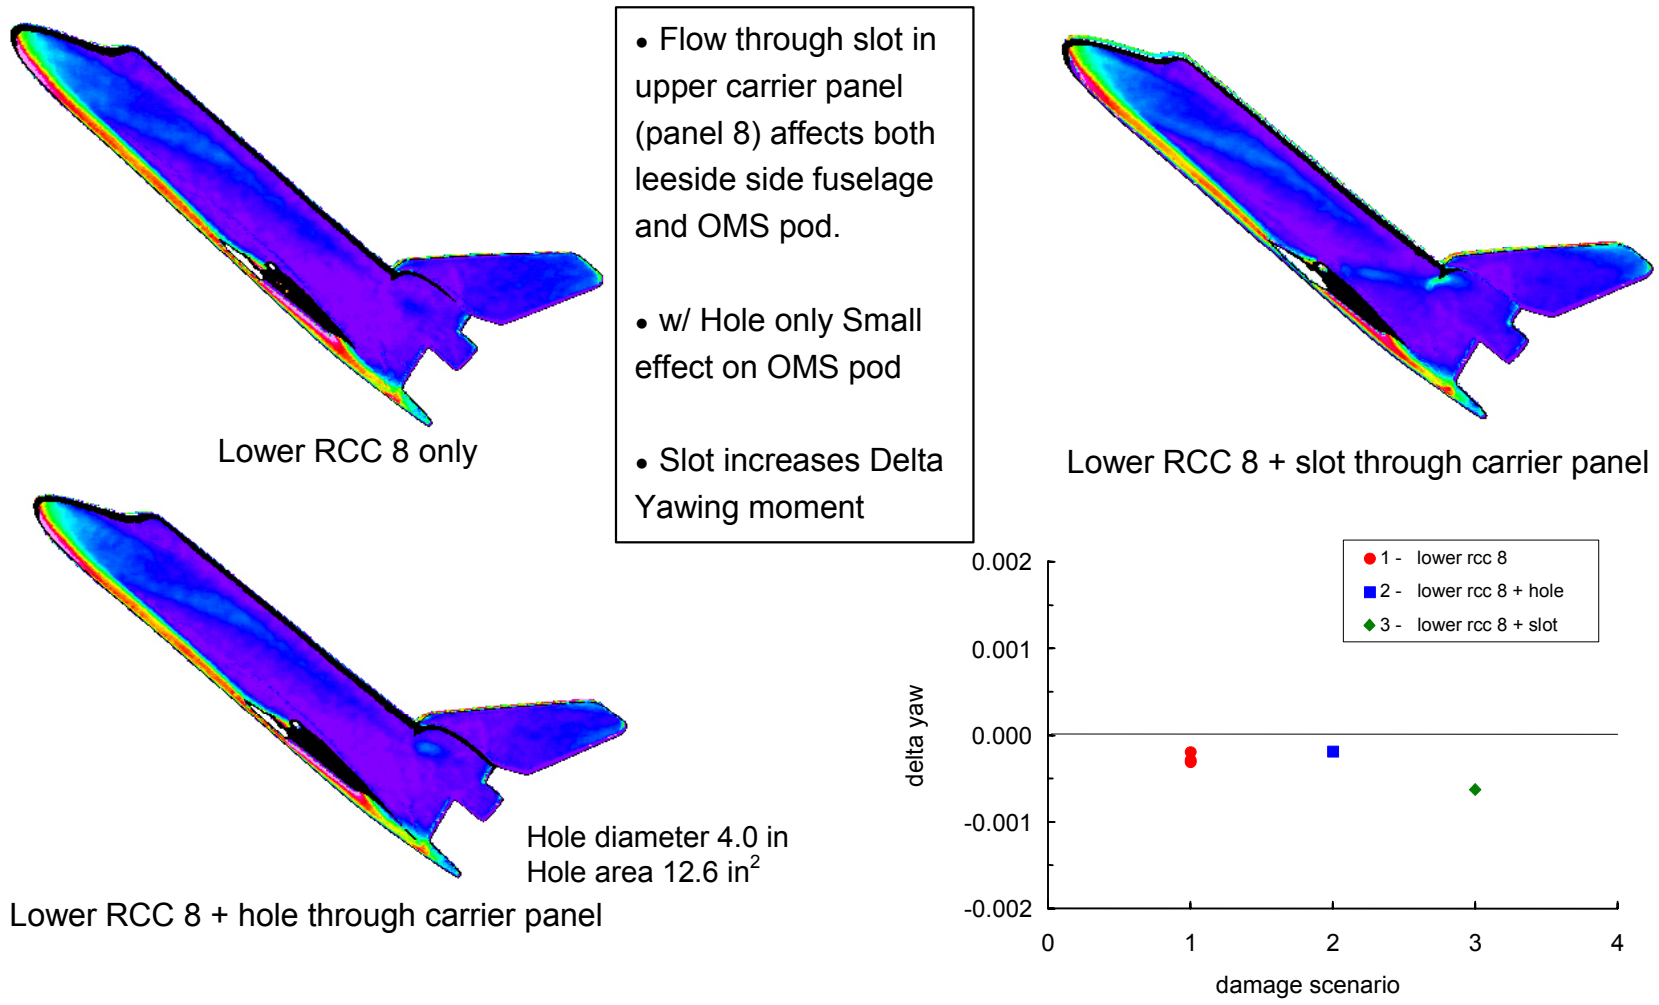 • Flow through slot in
upper carrier panel
(panel 8) affects both
leeside side fuselage
and OMS pod.
• w/ Hole only Small
effect on OMS pod
• Slot increases Delta
Yawing moment
Lower RCC 8 only
Lower RCC 8 + slot through carrier panel
Hole diameter 4.0 in
Hole area 12.6 in²
Lower RCC 8 + hole through carrier panel
1 - lower rcc 8
2 - lower rcc 8 + hole
3 - lower rcc 8 + slot
0.002
0.001
0.000
-0.001
-0.002
delta yaw
0 1 2 3 4
damage scenario